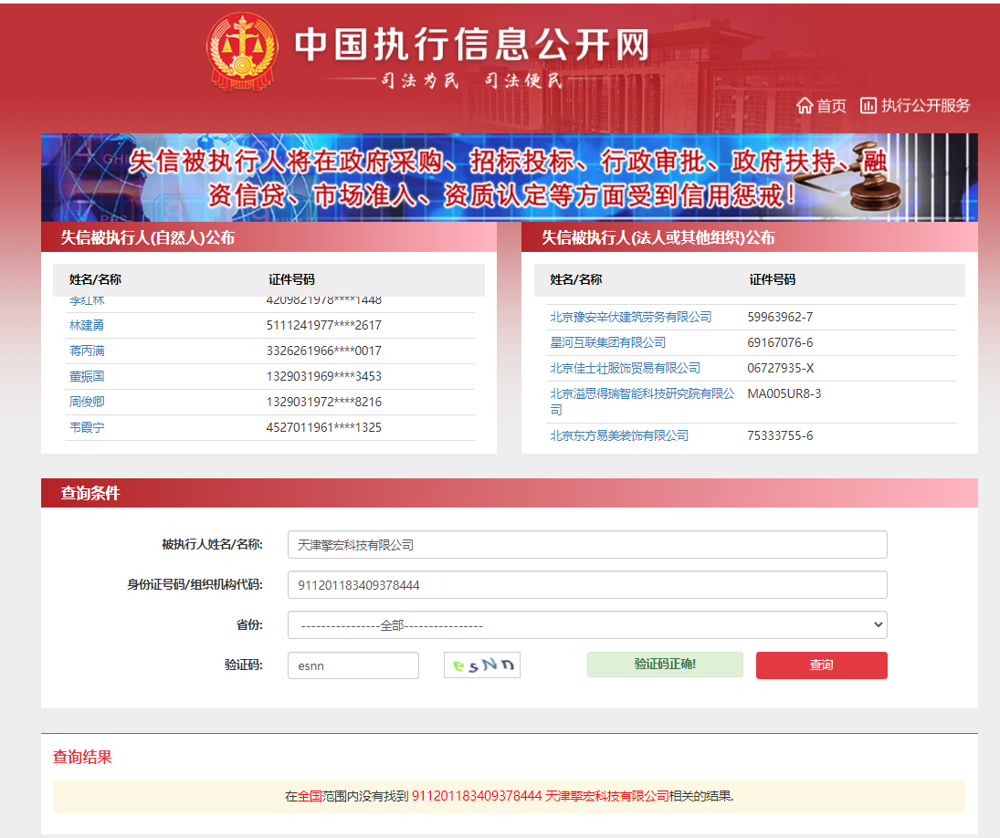 中国执行信息公开网
司法为民 司法便民
首页 执行公开服务
失信被执行人将在政府采购、招标投标、行政审批、政府扶持、融
资信贷、市场准入、资质认定等方面受到信用惩戒！
失信被执行人(自然人)公布
姓名/名称 证件号码
李红林 4209821978****1448
林建勇 5111241977****2617
蒋丙满 3326261966****0017
董振国 1329031969****3453
周俊卿 1329031972****8216
韦霞宁 4527011961****1325
失信被执行人(法人或其他组织)公布
姓名/名称 证件号码
北京豫安辛伏建筑劳务有限公司 59963962-7
星河互联集团有限公司 69167076-6
北京佳士壮服饰贸易有限公司 06727935-X
北京溢思得瑞智能科技研究院有限公 MA005UR8-3
司
北京东方易美装饰有限公司 75333755-6
查询条件
被执行人姓名/名称: 天津擎宏科技有限公司
身份证号码/组织机构代码: 911201183409378444
省份: ----------------全部----------------
验证码: esnn esNn 验证码正确! 查询
查询结果
在全国范围内没有找到 911201183409378444 天津擎宏科技有限公司相关的结果.